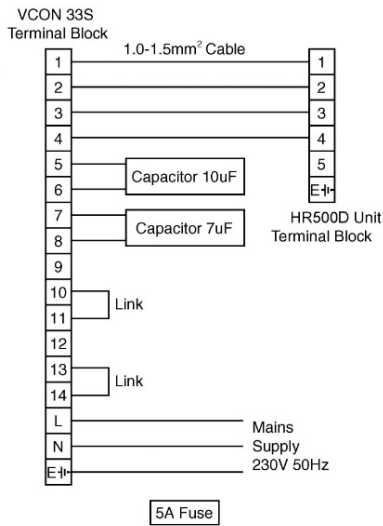 VCON 33S
Terminal Block
1.0-1.5mm² Cable
1 1
2 2
3 3
4 4
5 Capacitor 10uF 5
6 E
7 Capacitor 7uF HR500D Unit
8 Terminal Block
9
10 Link
11
12
13 Link
14
L Mains
N Supply
E 230V 50Hz
5A Fuse